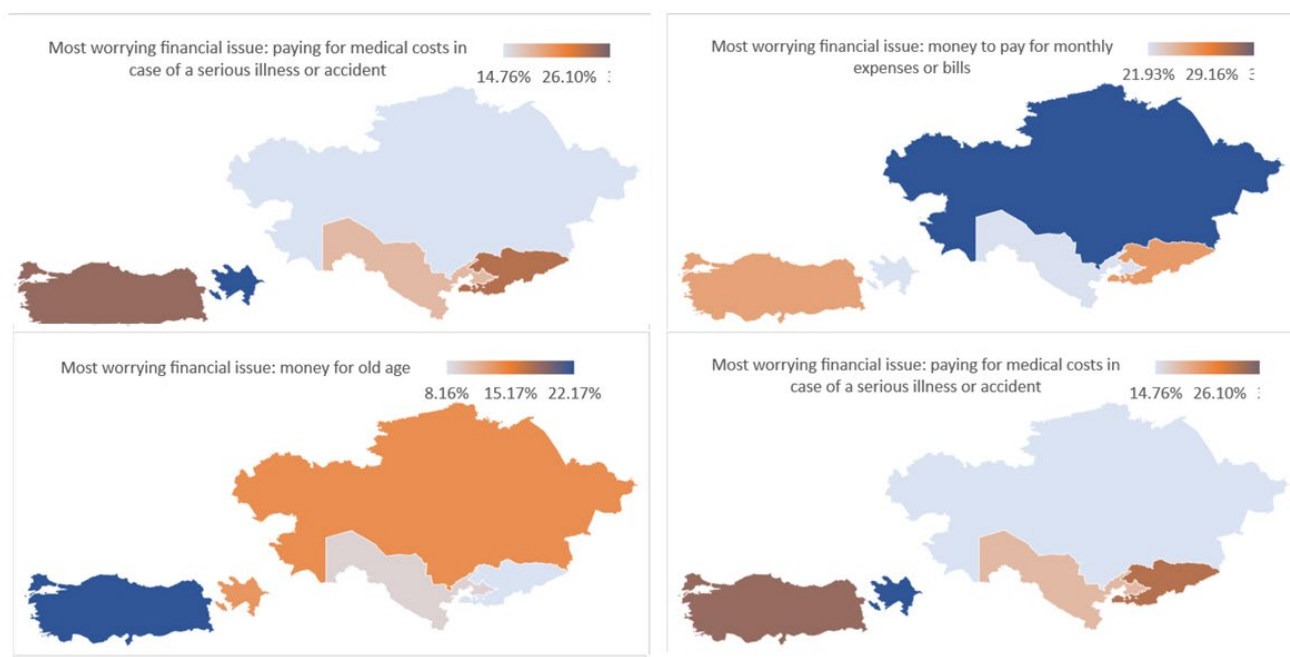 Most worrying financial issue: paying for medical costs in
case of a serious illness or accident
14.76% 26.10%
Most worrying financial issue: money to pay for monthly
expenses or bills
21.93% 29.16%
Most worrying financial issue: money for old age
8.16% 15.17% 22.17%
Most worrying financial issue: paying for medical costs in
case of a serious illness or accident
14.76% 26.10%